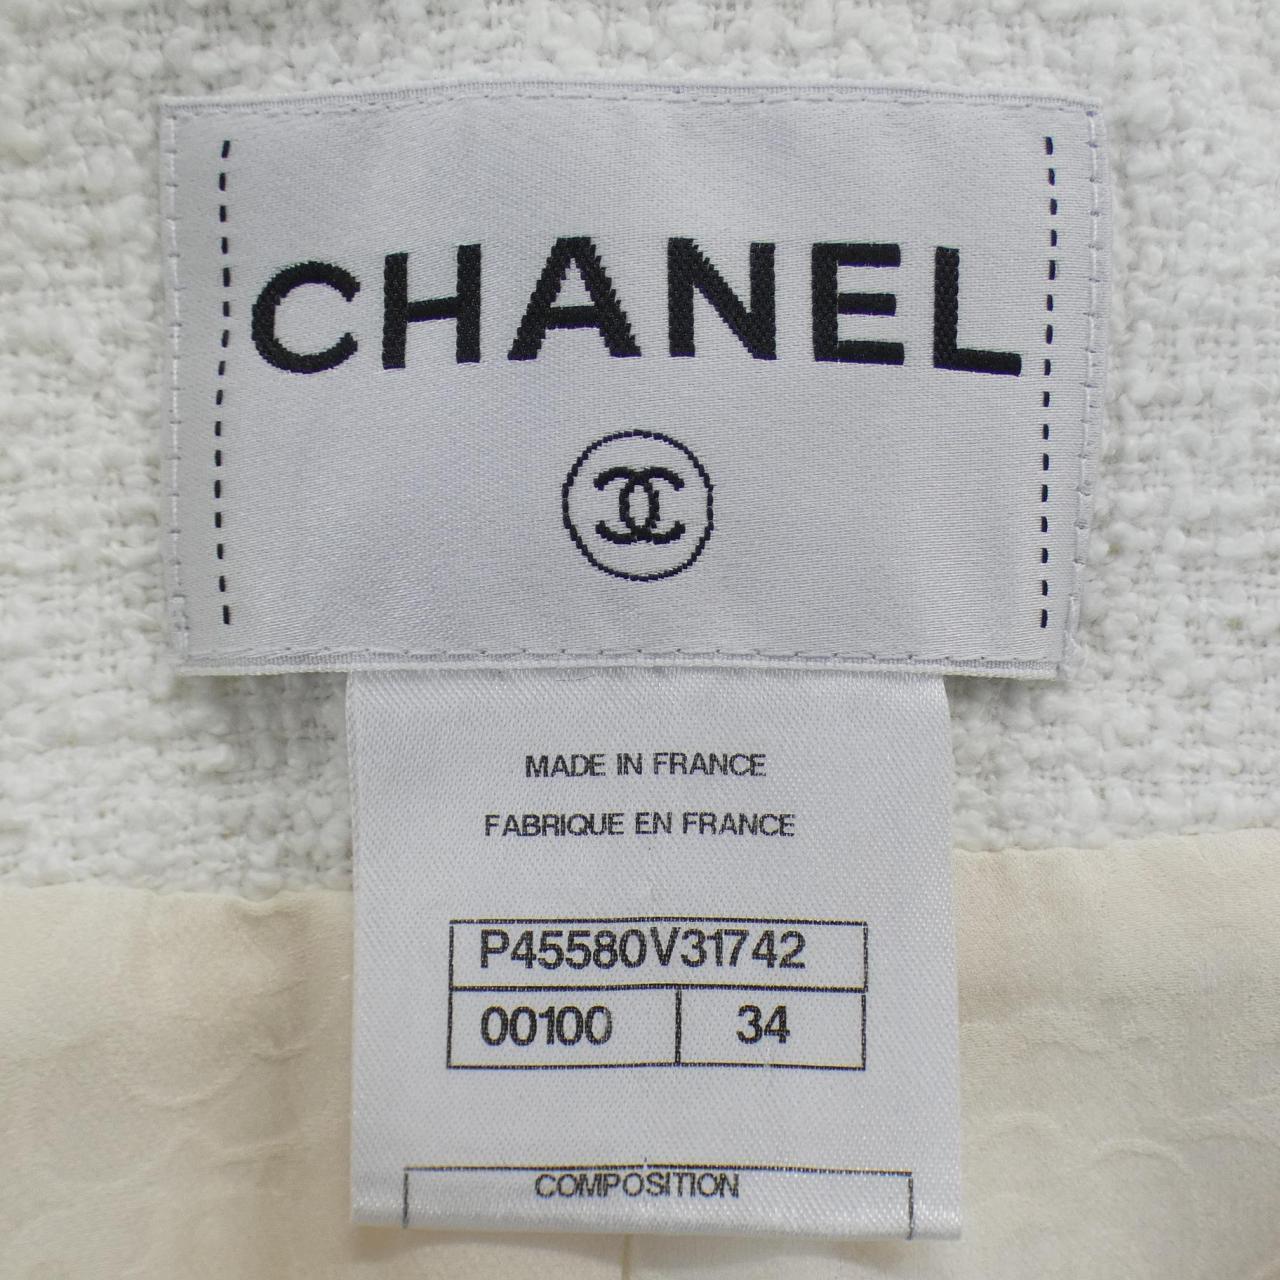 CHANEL
MADE IN FRANCE
FABRIQUE EN FRANCE
P45580V31742
00100 34
COMPOSITION